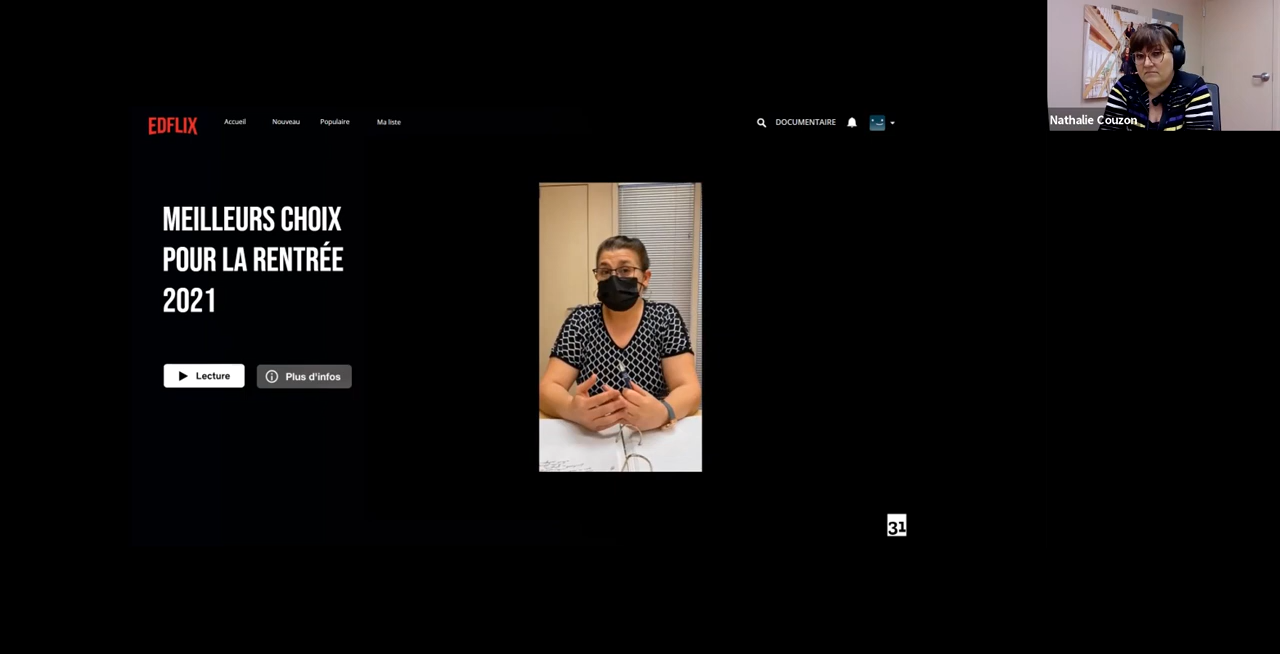 EDFLIX Accueil Nouveau Populaire Ma liste DOCUMENTAIRE
Nathalie Couzon
MEILLEURS CHOIX
POUR LA RENTRÉE
2021
Lecture Plus d'infos
31